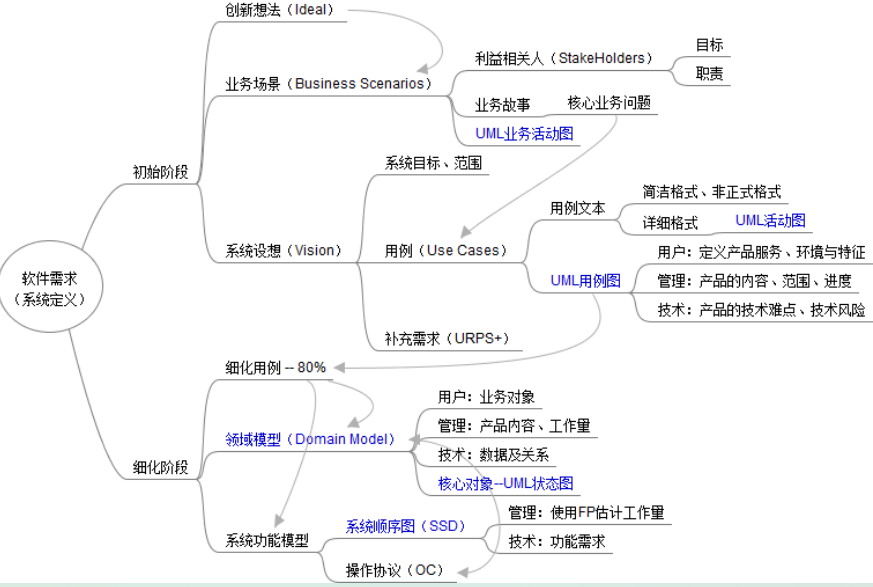 创新想法（Ideal）
业务场景（Business Scenarios）
利益相关人（StakeHolders）
目标
职责
业务故事
核心业务问题
UML业务活动图
初始阶段
系统目标、范围
系统设想（Vision）
用例（Use Cases）
用例文本
简洁格式、非正式格式
详细格式
UML活动图
UML用例图
用户：定义产品服务、环境与特征
管理：产品的内容、范围、进度
技术：产品的技术难点、技术风险
补充需求（URPS+）
软件需求
（系统定义）
细化用例 -- 80%
领域模型（Domain Model）
用户：业务对象
管理：产品内容、工作量
技术：数据及关系
核心对象--UML状态图
细化阶段
系统功能模型
系统顺序图（SSD）
管理：使用FP估计工作量
技术：功能需求
操作协议（OC）